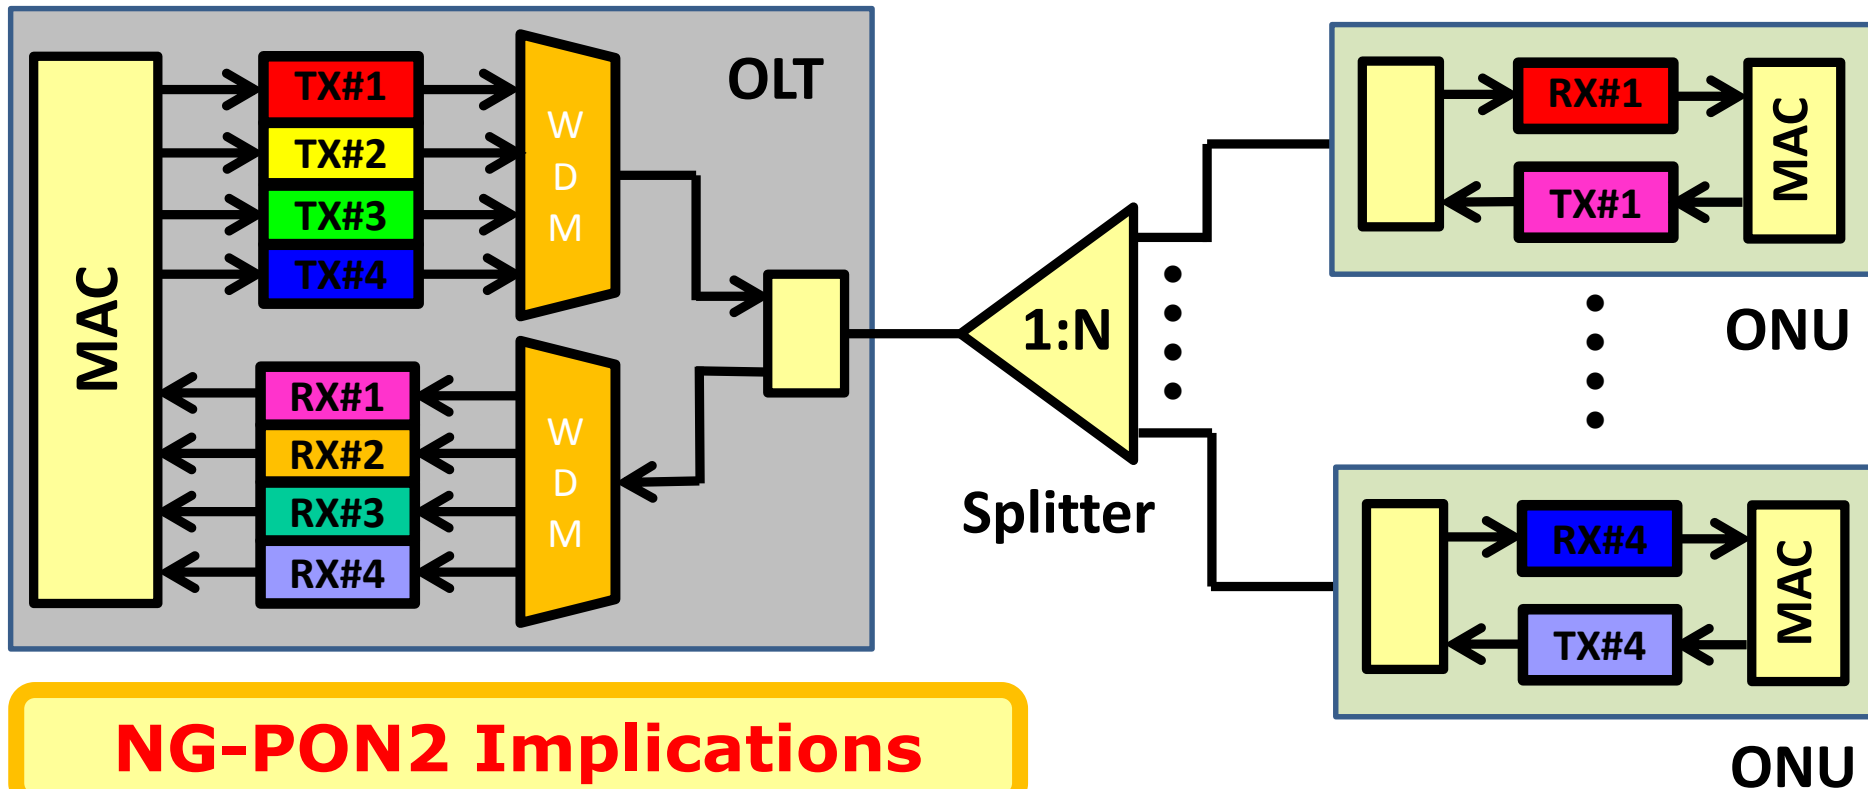 OLT
MAC
TX#1
TX#2
TX#3
TX#4
W
D
M
RX#1
RX#2
RX#3
RX#4
W
D
M
1:N
Splitter
RX#1
TX#1
MAC
ONU
RX#4
TX#4
MAC
ONU
NG-PON2 Implications